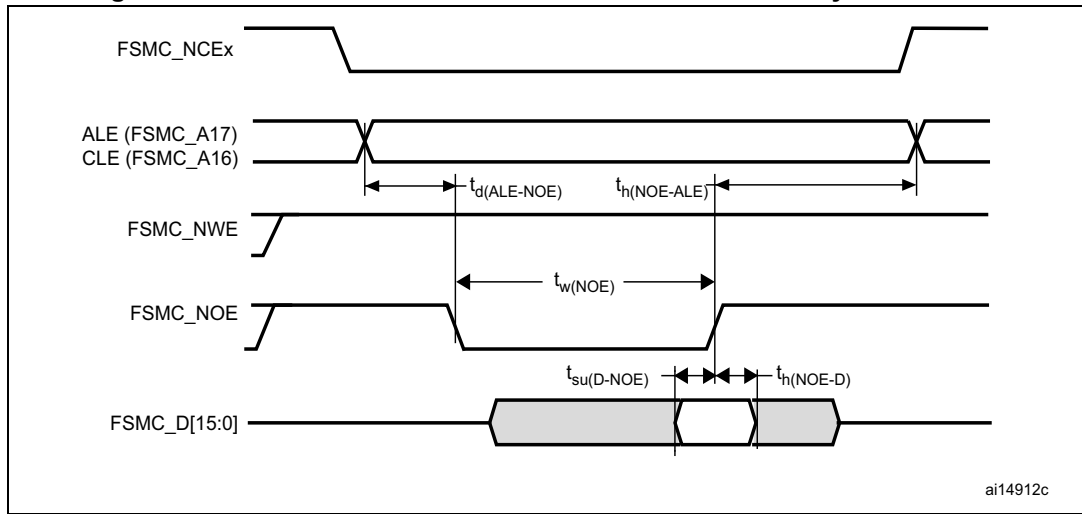 FSMC_NCEx
ALE (FSMC_A17)
CLE (FSMC_A16)
td(ALE-NOE)
th(NOE-ALE)
FSMC_NWE
tw(NOE)
FSMC_NOE
tsu(D-NOE)
th(NOE-D)
FSMC_D[15:0]
ai14912c